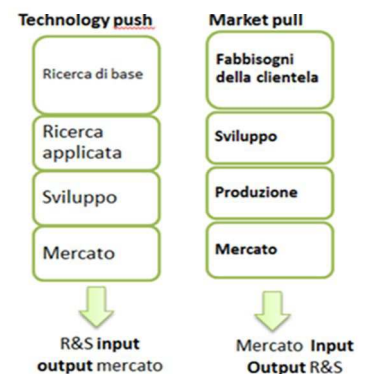 Technology push
Ricerca di base
Ricerca
applicata
Sviluppo
Mercato
R&S input
output mercato
Market pull
Fabbisogni
della clientela
Sviluppo
Produzione
Mercato
Mercato Input
Output R&S